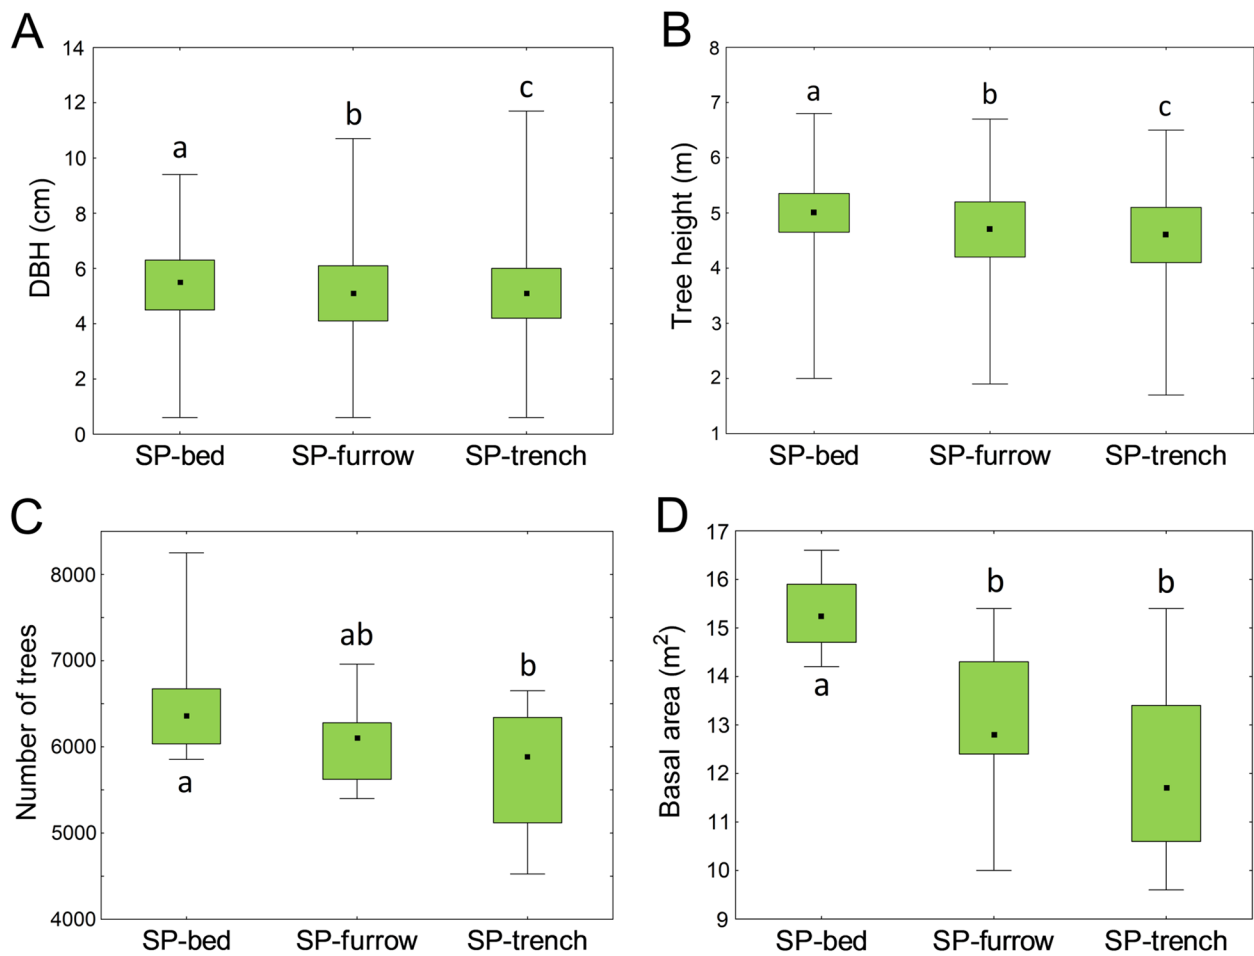 A
DBH (cm)
14
12
10
8
6
4
2
0
a
b
c
SP-bed
SP-furrow
SP-trench
B
Tree height (m)
8
7
6
5
4
3
2
1
a
b
c
SP-bed
SP-furrow
SP-trench
C
Number of trees
8000
7000
6000
5000
4000
a
ab
b
SP-bed
SP-furrow
SP-trench
D
Basal area (m²)
17
16
15
14
13
12
11
10
9
a
b
b
SP-bed
SP-furrow
SP-trench